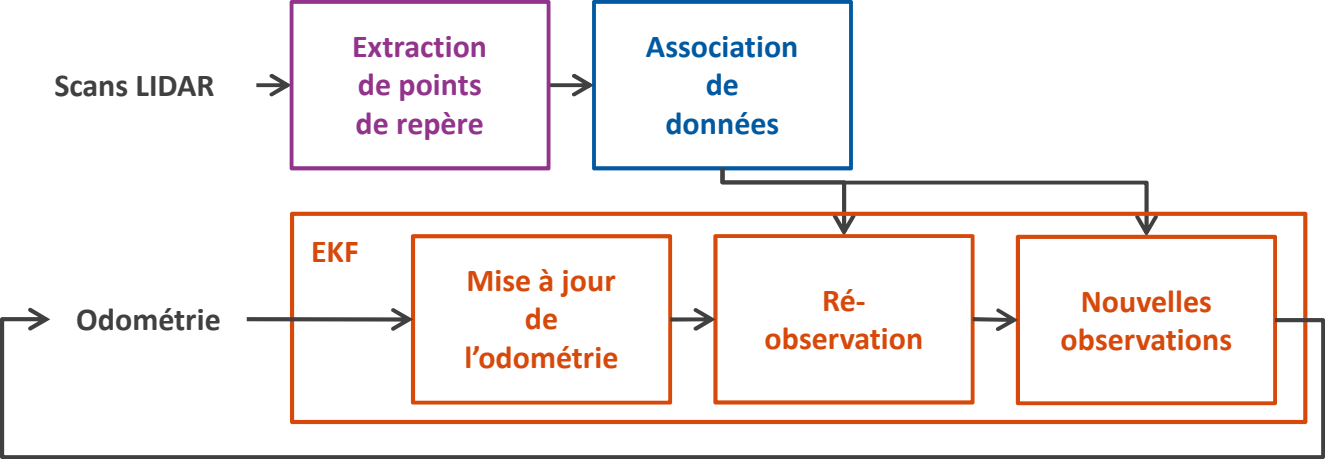 Scans LIDAR
Extraction
de points
de repère
Association
de
données
EKF
Odométrie
Mise à jour
de
l'odométrie
Ré-
observation
Nouvelles
observations